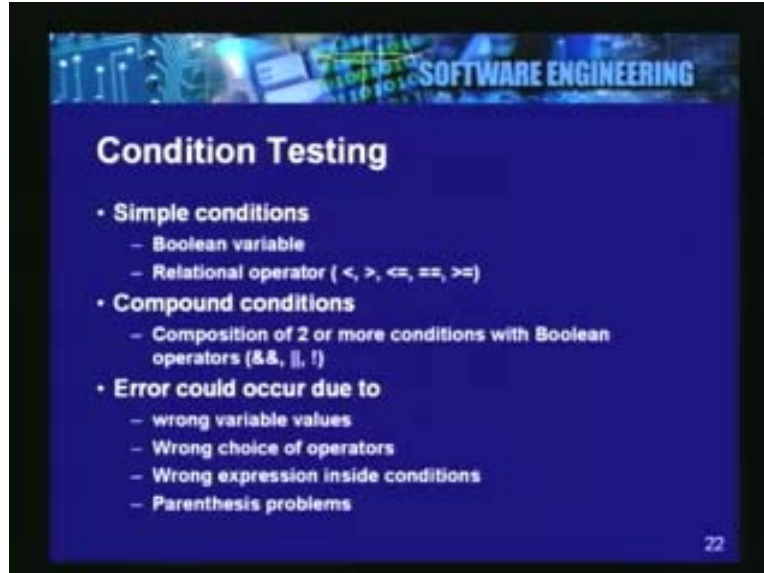 SOFTWARE ENGINEERING
Condition Testing
• Simple conditions
– Boolean variable
– Relational operator ( <, >, <=, ==, >=)
• Compound conditions
– Composition of 2 or more conditions with Boolean
operators (&&, ||, !)
• Error could occur due to
– wrong variable values
– Wrong choice of operators
– Wrong expression inside conditions
– Parenthesis problems
22